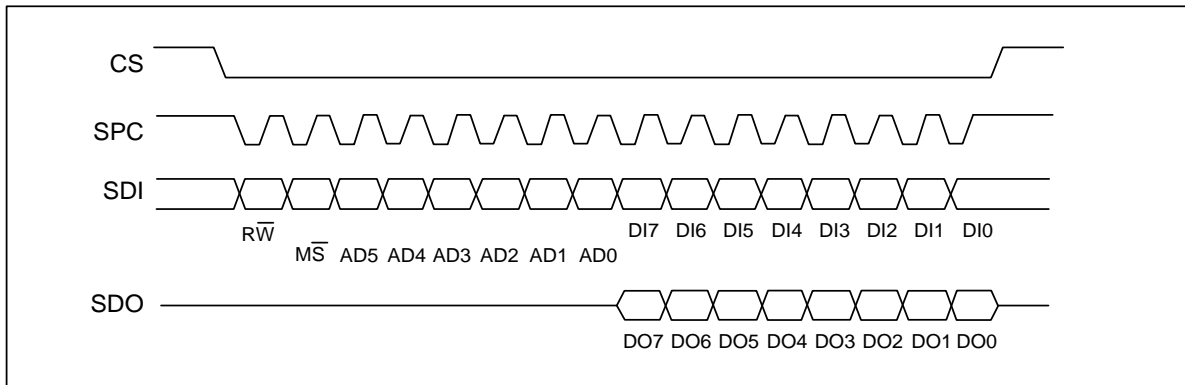 CS
SPC
SDI
RW̅
DI7 DI6 DI5 DI4 DI3 DI2 DI1 DI0
MS̅ AD5 AD4 AD3 AD2 AD1 AD0
SDO
DO7 DO6 DO5 DO4 DO3 DO2 DO1 DO0